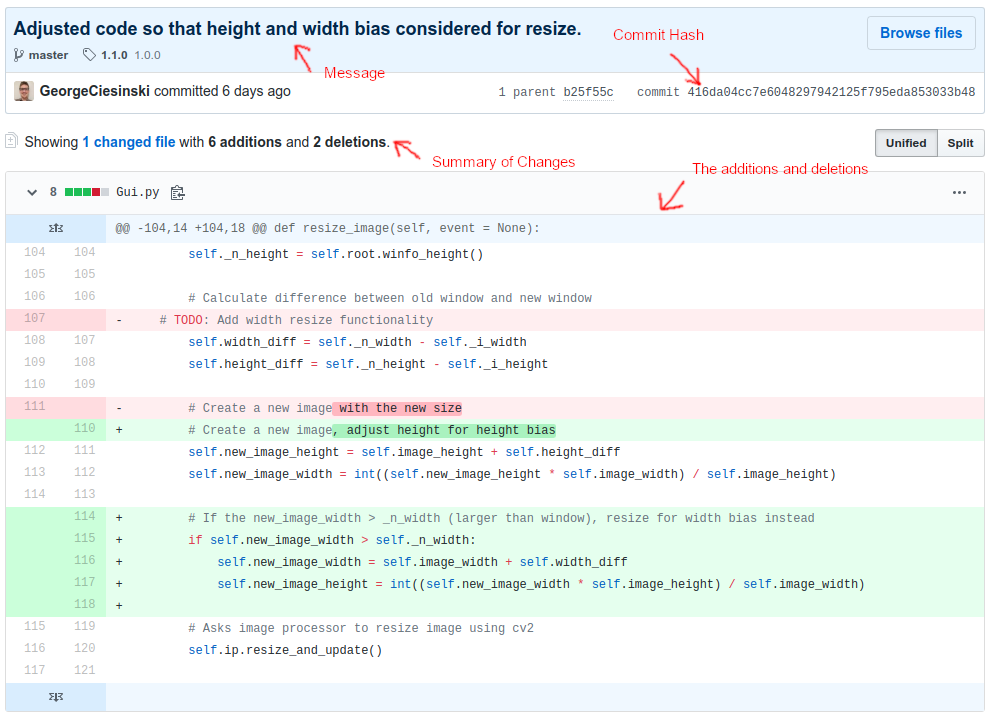 Adjusted code so that height and width bias considered for resize.
Commit Hash
Browse files
master 1.1.0 1.0.0
Message
GeorgeCiesinski committed 6 days ago 1 parent b25f55c commit 416da04cc7e6048297942125f795eda853033b48
Showing 1 changed file with 6 additions and 2 deletions.
Unified Split
Summary of Changes
The additions and deletions
8 Gui.py
@@ -104,14 +104,18 @@ def resize_image(self, event = None):
104 104 self._n_height = self.root.winfo_height()
105 105
106 106 # Calculate difference between old window and new window
107 - # TODO: Add width resize functionality
108 107 self.width_diff = self._n_width - self._i_width
109 108 self.height_diff = self._n_height - self._i_height
110 109
111 - # Create a new image with the new size
110 + # Create a new image, adjust height for height bias
112 111 self.new_image_height = self.image_height + self.height_diff
113 112 self.new_image_width = int((self.new_image_height * self.image_width) / self.image_height)
114 113
114 + # If the new_image_width > _n_width (larger than window), resize for width bias instead
115 + if self.new_image_width > self._n_width:
116 + self.new_image_width = self.image_width + self.width_diff
117 + self.new_image_height = int((self.new_image_width * self.image_height) / self.image_width)
118 +
115 119 # Asks image processor to resize image using cv2
116 120 self.ip.resize_and_update()
117 121